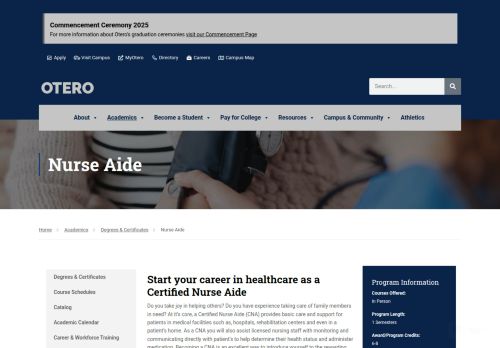 Commencement Ceremony 2025
For more information about Otero's graduation ceremonies visit our Commencement Page
Apply Visit Campus MyOtero Directory Careers Campus Map
OTERO
Search...
About Academics Become a Student Pay for College Resources Campus & Community Athletics
Nurse Aide
Home Academics Degrees & Certificates Nurse Aide
Degrees & Certificates
Course Schedules
Catalog
Academic Calendar
Career & Workforce Training
Start your career in healthcare as a
Certified Nurse Aide
Do you take joy in helping others? Do you have experience taking care of family members
in need? At it's core, a Certified Nurse Aide (CNA) provides basic care and support for
patients in medical facilities such as, hospitals, rehabilitation centers and even in a
patient's home. As a CNA you will also assist licensed nursing staff with monitoring and
communicating directly with patient's to help determine their health status and administer
medication. Becoming a CNA is an excellent way to introduce yourself to the rewarding
Program Information
Courses Offered:
In Person
Program Length:
1 Semesters
Award/Program Credits:
6-8